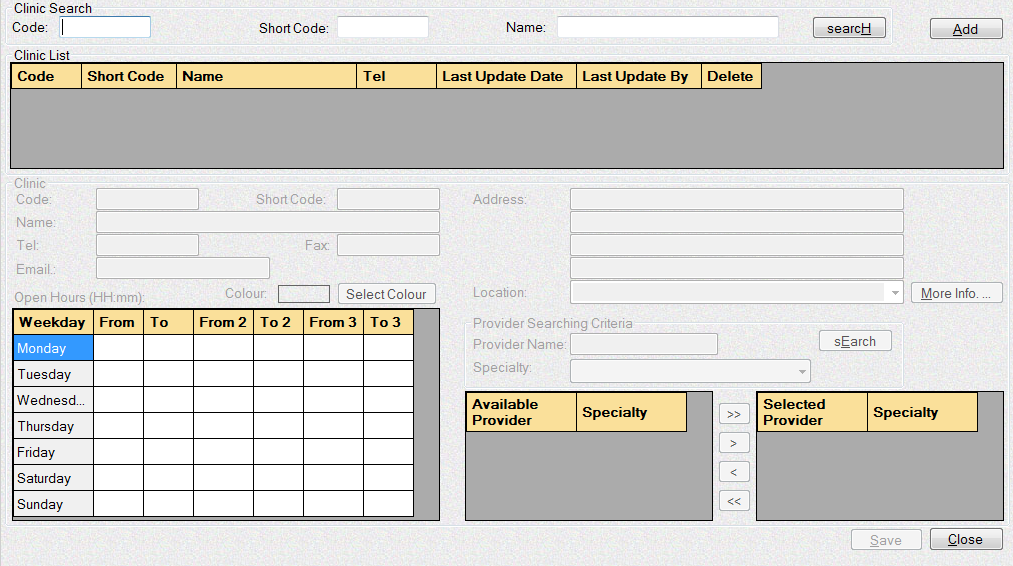 Clinic Search
Code: Short Code: Name: searcH Add
Clinic List
Code Short Code Name Tel Last Update Date Last Update By Delete
Clinic
Code: Short Code: Address:
Name:
Tel: Fax:
Email.:
Open Hours (HH:mm): Colour: Select Colour Location: More Info. ...
Weekday From To From 2 To 2 From 3 To 3
Monday
Tuesday
Wednesd...
Thursday
Friday
Saturday
Sunday
Provider Searching Criteria
Provider Name: sEarch
Specialty:
Available Provider Specialty
>>
>
<
<<
Selected Provider Specialty
Save Close